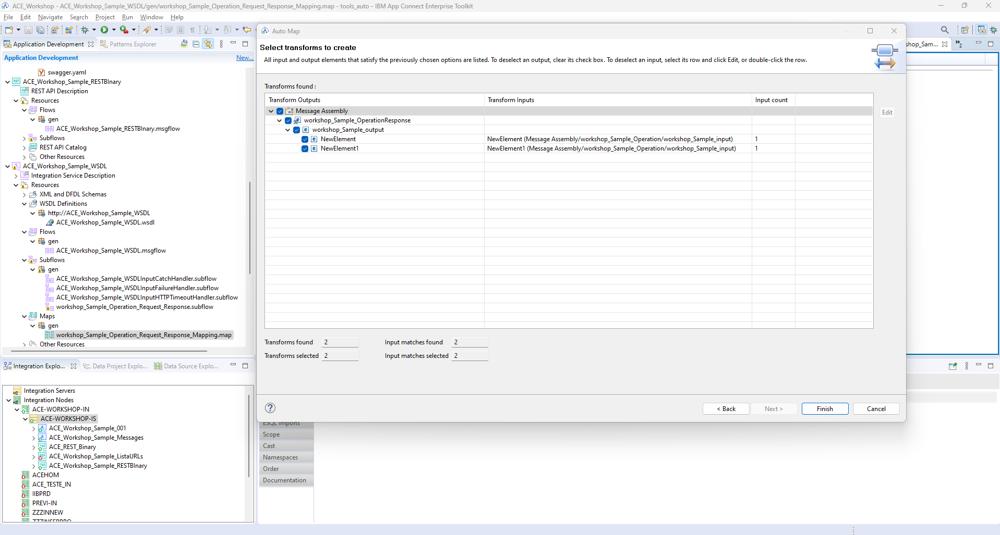 ACE_Workshop - ACE_Workshop_Sample_WSDL/gen/workshop_Sample_Operation_Request_Response_Mapping.map - tools_auto - IBM App Connect Enterprise Toolkit
File Edit Navigate Search Project Run Window Help
Application Development
Patterns Explorer
Application Development
New...
swagger.yaml
ACE_Workshop_Sample_RESTBInary
REST API Description
Resources
Flows
gen
ACE_Workshop_Sample_RESTBInary.msgflow
Subflows
REST API Catalog
Other Resources
ACE_Workshop_Sample_WSDL
Integration Service Description
Resources
XML and DFDL Schemas
WSDL Definitions
http://ACE_Workshop_Sample_WSDL
ACE_Workshop_Sample_WSDL.wsdl
Flows
gen
ACE_Workshop_Sample_WSDL.msgflow
Subflows
gen
ACE_Workshop_Sample_WSDLInputCatchHandler.subflow
ACE_Workshop_Sample_WSDLInputFailureHandler.subflow
ACE_Workshop_Sample_WSDLInputHTTPTimeoutHandler.subflow
workshop_Sample_Operation_Request_Response.subflow
Maps
gen
workshop_Sample_Operation_Request_Response_Mapping.map
Other Resources
Integration Explo...
Data Project Explo...
Data Source Explo...
Integration Servers
Integration Nodes
ACE-WORKSHOP-IN
ACE-WORKSHOP-IS
ACE_Workshop_Sample_001
ACE_Workshop_Sample_Messages
ACE_REST_Binary
ACE_Workshop_Sample_ListaURLs
ACE_Workshop_Sample_RESTBInary
ACEHOM
ACE_TESTE_IN
IIBPRD
PREVI-IN
ZZZINNEW
Auto Map
Select transforms to create
All input and output elements that satisfy the previously chosen options are listed. To deselect an output, clear its check box. To deselect an input, select its row and click Edit, or double-click the row.
Transforms found :
Transform Outputs Transform Inputs Input count
Message Assembly
workshop_Sample_OperationResponse
workshop_Sample_output
NewElement NewElement (Message Assembly/workshop_Sample_Operation/workshop_Sample_input) 1
NewElement1 NewElement1 (Message Assembly/workshop_Sample_Operation/workshop_Sample_input) 1
Edit
Transforms found 2 Input matches found 2
Transforms selected 2 Input matches selected 2
< Back Next > Finish Cancel
hop_Sam...
2
ESQL Imports
Scope
Cast
Namespaces
Order
Documentation